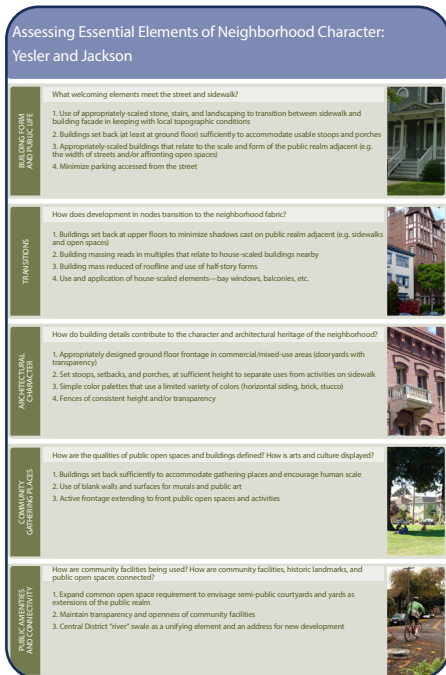 Assessing Essential Elements of Neighborhood Character:
Yesler and Jackson
BUILDING FORM
AND PUBLIC LIFE
What welcoming elements meet the street and sidewalk?
1. Use of appropriately-scaled stone, stairs, and landscaping to transition between sidewalk and
building facade in keeping with local topographic conditions
2. Buildings set back (at least at ground floor) sufficiently to accommodate usable stoops and porches
3. Appropriately-scaled buildings that relate to the scale and form of the public realm adjacent (e.g.
the width of streets and/or affronting open spaces)
4. Minimize parking accessed from the street
TRANSITIONS
How does development in nodes transition to the neighborhood fabric?
1. Buildings set back at upper floors to minimize shadows cast on public realm adjacent (e.g. sidewalks
and open spaces)
2. Building massing reads in multiples that relate to house-scaled buildings nearby
3. Building mass reduced of roofline and use of half-story forms
4. Use and application of house-scaled elements—bay windows, balconies, etc.
ARCHITECTURAL
CHARACTER
How do building details contribute to the character and architectural heritage of the neighborhood?
1. Appropriately designed ground floor frontage in commercial/mixed-use areas (dooryards with
transparency)
2. Set stoops, setbacks, and porches, at sufficient height to separate uses from activities on sidewalk
3. Simple color palettes that use a limited variety of colors (horizontal siding, brick, stucco)
4. Fences of consistent height and/or transparency
COMMUNITY
GATHERING PLACES
How are the qualities of public open spaces and buildings defined? How is arts and culture displayed?
1. Buildings set back sufficiently to accommodate gathering places and encourage human scale
2. Use of blank walls and surfaces for murals and public art
3. Active frontage extending to front public open spaces and activities
PUBLIC AMENITIES
AND CONNECTIVITY
How are community facilities being used? How are community facilities, historic landmarks, and
public open spaces connected?
1. Expand common open space requirement to envisage semi-public courtyards and yards as
extensions of the public realm
2. Maintain transparency and openness of community facilities
3. Central District "river" swale as a unifying element and an address for new development